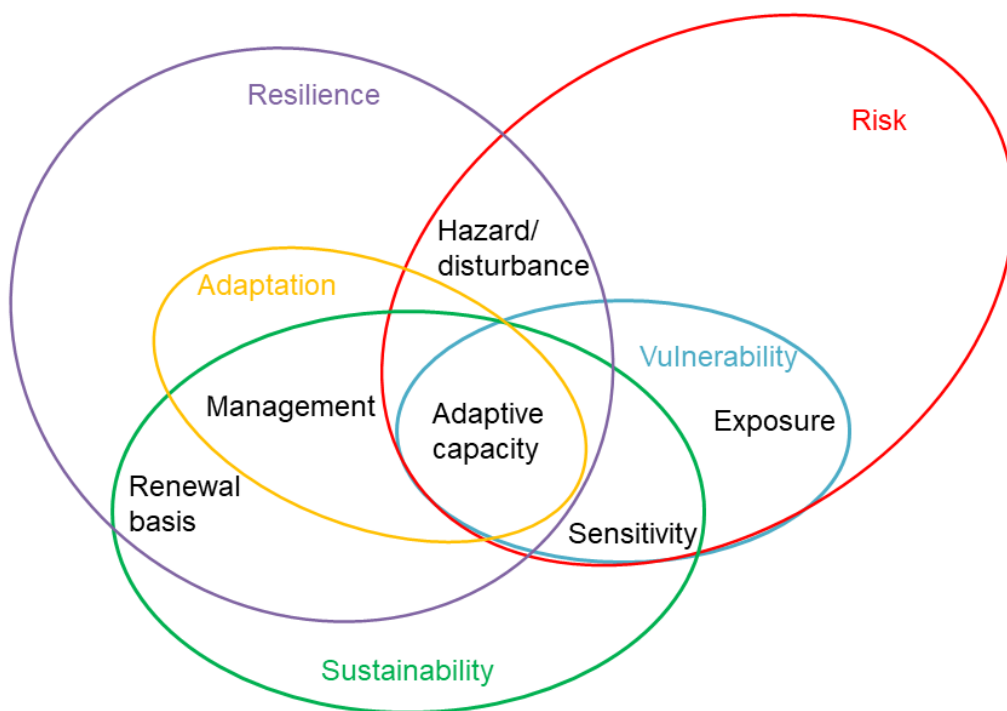 Resilience
Risk
Hazard/
disturbance
Adaptation
Vulnerability
Management
Adaptive
capacity
Exposure
Renewal
basis
Sensitivity
Sustainability